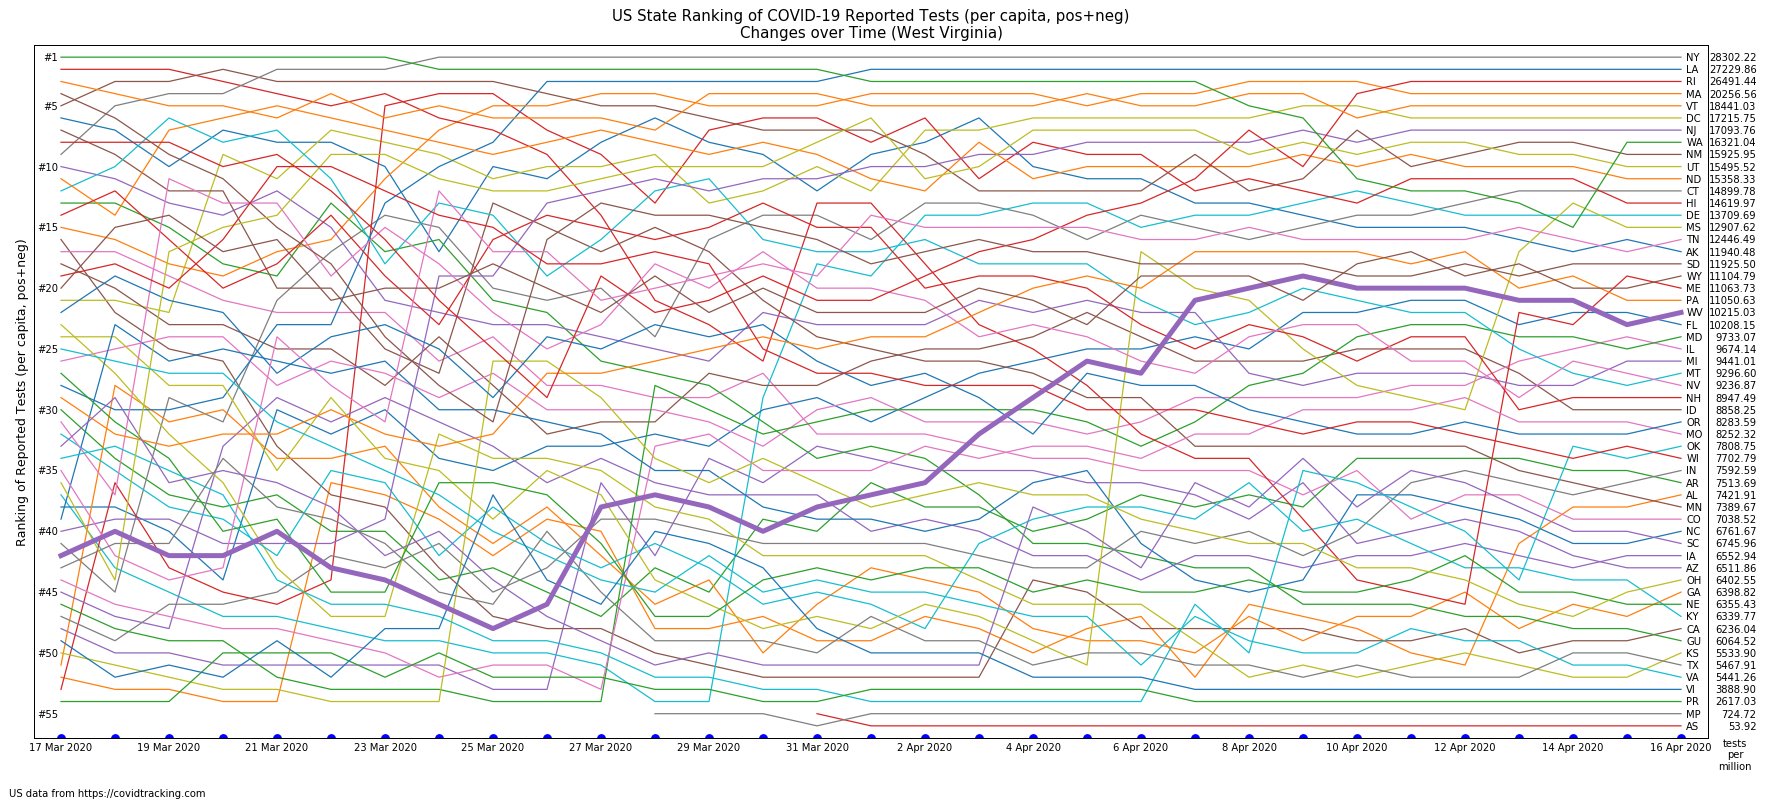 US State Ranking of COVID-19 Reported Tests (per capita, pos+neg)
Changes over Time (West Virginia)
Ranking of Reported Tests (per capita, pos+neg)
#1
#5
#10
#15
#20
#25
#30
#35
#40
#45
#50
#55
NY 28302.22
LA 27229.86
RI 26491.44
MA 20256.56
VT 18441.03
DC 17215.75
NJ 17093.76
WA 16321.04
NM 15925.95
UT 15495.52
ND 15358.33
CT 14899.78
HI 14619.97
DE 13709.69
MS 12907.62
TN 12446.49
AK 11940.48
SD 11925.50
WY 11104.79
ME 11063.73
PA 11050.63
WV 10215.03
FL 10208.15
MD 9733.07
IL 9674.14
MI 9441.01
MT 9296.60
NV 9236.87
NH 8947.49
ID 8858.25
OR 8283.59
MO 8252.32
OK 7808.75
WI 7702.79
IN 7592.59
AR 7513.69
AL 7421.91
MN 7389.67
CO 7038.52
NC 6761.67
SC 6745.96
IA 6552.94
AZ 6511.86
OH 6402.55
GA 6398.82
NE 6355.43
KY 6339.77
CA 6236.04
GU 6064.52
KS 5533.90
TX 5467.91
VA 5441.26
VI 3888.90
PR 2617.03
MP 724.72
AS 53.92
17 Mar 2020 19 Mar 2020 21 Mar 2020 23 Mar 2020 25 Mar 2020 27 Mar 2020 29 Mar 2020 31 Mar 2020 2 Apr 2020 4 Apr 2020 6 Apr 2020 8 Apr 2020 10 Apr 2020 12 Apr 2020 14 Apr 2020 16 Apr 2020
tests
per
million
US data from https://covidtracking.com